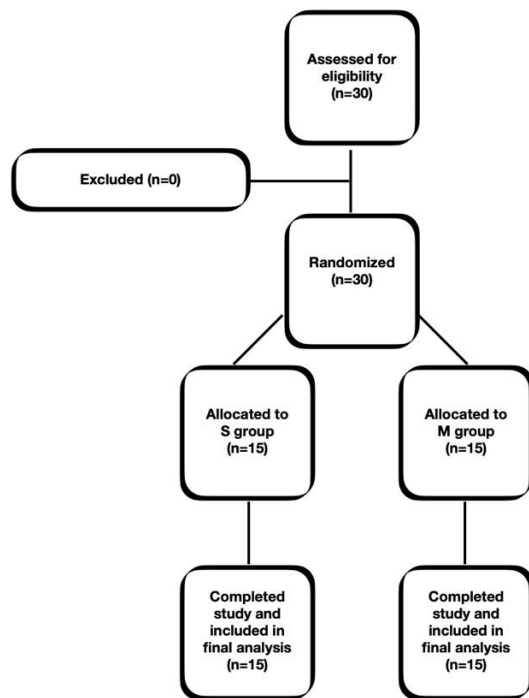 Assessed for
eligibility
(n=30)
Excluded (n=0)
Randomized
(n=30)
Allocated to
S group
(n=15)
Allocated to
M group
(n=15)
Completed
study and
included in
final analysis
(n=15)
Completed
study and
included in
final analysis
(n=15)